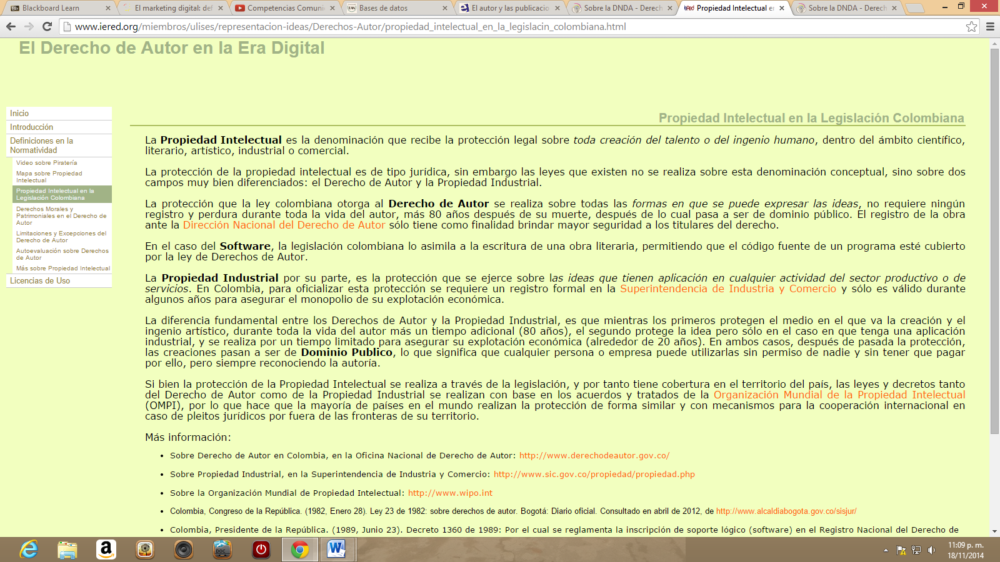 Blackboard Learn
El marketing digital: def
Competencias Comuni
Bases de datos
El autor y las publicacio
Sobre la DNDA - Derech
Propiedad Intelectual en
Sobre la DNDA - Derech
www.iered.org/miembros/ulises/representacion-ideas/Derechos-Autor/propiedad_intelectual_en_la_legislacin_colombiana.html
El Derecho de Autor en la Era Digital
Inicio
Introducción
Definiciones en la
Normatividad
Video sobre Piratería
Mapa sobre Propiedad
Intelectual
Propiedad Intelectual en la
Legislación Colombiana
Derechos Morales y
Patrimoniales en el Derecho de
Autor
Limitaciones y Excepciones del
Derecho de Autor
Autoevaluación sobre Derechos
de Autor
Más sobre Propiedad Intelectual
Licencias de Uso
Propiedad Intelectual en la Legislación Colombiana
La Propiedad Intelectual es la denominación que recibe la protección legal sobre toda creación del talento o del ingenio humano, dentro del ámbito científico,
literario, artístico, industrial o comercial.
La protección de la propiedad intelectual es de tipo jurídica, sin embargo las leyes que existen no se realiza sobre esta denominación conceptual, sino sobre dos
campos muy bien diferenciados: el Derecho de Autor y la Propiedad Industrial.
La protección que la ley colombiana otorga al Derecho de Autor se realiza sobre todas las formas en que se puede expresar las ideas, no requiere ningún
registro y perdura durante toda la vida del autor, más 80 años después de su muerte, después de lo cual pasa a ser de dominio público. El registro de la obra
ante la Dirección Nacional del Derecho de Autor sólo tiene como finalidad brindar mayor seguridad a los titulares del derecho.
En el caso del Software, la legislación colombiana lo asimila a la escritura de una obra literaria, permitiendo que el código fuente de un programa esté cubierto
por la ley de Derechos de Autor.
La Propiedad Industrial por su parte, es la protección que se ejerce sobre las ideas que tienen aplicación en cualquier actividad del sector productivo o de
servicios. En Colombia, para oficializar esta protección se requiere un registro formal en la Superintendencia de Industria y Comercio y sólo es válido durante
algunos años para asegurar el monopolio de su explotación económica.
La diferencia fundamental entre los Derechos de Autor y la Propiedad Industrial, es que mientras los primeros protegen el medio en el que va la creación y el
ingenio artístico, durante toda la vida del autor más un tiempo adicional (80 años), el segundo protege la idea pero sólo en el caso en que tenga una aplicación
industrial, y se realiza por un tiempo limitado para asegurar su explotación económica (alrededor de 20 años). En ambos casos, después de pasada la protección,
las creaciones pasan a ser de Dominio Publico, lo que significa que cualquier persona o empresa puede utilizarlas sin permiso de nadie y sin tener que pagar
por ello, pero siempre reconociendo la autoría.
Si bien la protección de la Propiedad Intelectual se realiza a través de la legislación, y por tanto tiene cobertura en el territorio del país, las leyes y decretos tanto
del Derecho de Autor como de la Propiedad Industrial se realizan con base en los acuerdos y tratados de la Organización Mundial de la Propiedad Intelectual
(OMPI), por lo que hace que la mayoría de países en el mundo realizan la protección de forma similar y con mecanismos para la cooperación internacional en
caso de pleitos jurídicos por fuera de las fronteras de su territorio.
Más información:
• Sobre Derecho de Autor en Colombia, en la Oficina Nacional de Derecho de Autor: http://www.derechodeautor.gov.co/
• Sobre Propiedad Industrial, en la Superintendencia de Industria y Comercio: http://www.sic.gov.co/propiedad/propiedad.php
• Sobre la Organización Mundial de Propiedad Intelectual: http://www.wipo.int
• Colombia, Congreso de la República. (1982, Enero 28). Ley 23 de 1982: sobre derechos de autor. Bogotá: Diario oficial. Consultado en abril de 2012, de http://www.alcaldiabogota.gov.co/sisjur/
• Colombia, Presidente de la República. (1989, Junio 23). Decreto 1360 de 1989: Por el cual se reglamenta la inscripción de soporte lógico (software) en el Registro Nacional del Derecho de
11:09 p. m.
18/11/2014